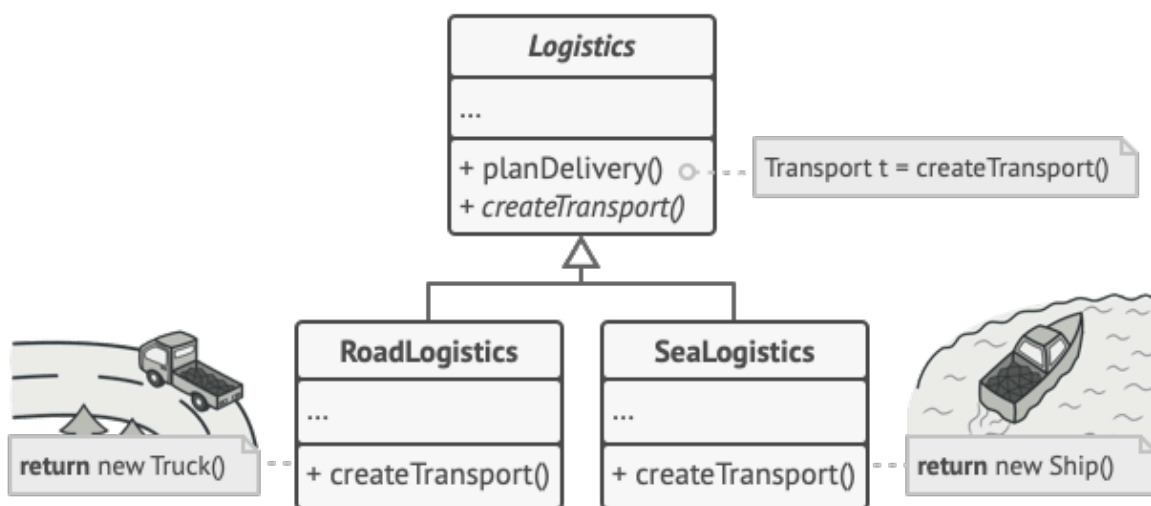 Logistics
...
+ planDelivery()
+ createTransport()
Transport t = createTransport()
RoadLogistics
...
+ createTransport()
SeaLogistics
...
+ createTransport()
return new Truck()
return new Ship()